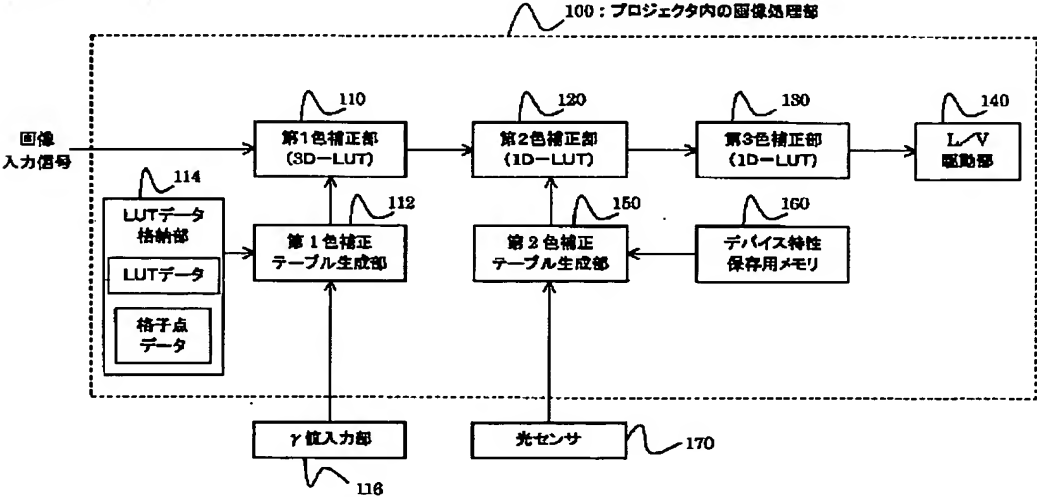 100：プロジェクタ内の画像処理部
110
120
130
140
画像
入力信号
第1色補正部
(3D－LUT)
第2色補正部
(1D－LUT)
第3色補正部
(1D－LUT)
L／V
駆動部
114
112
150
160
LUTデータ
格納部
LUTデータ
格子点
データ
第1色補正
テーブル生成部
第2色補正
テーブル生成部
デバイス特性
保存用メモリ
γ値入力部
光センサ
170
116